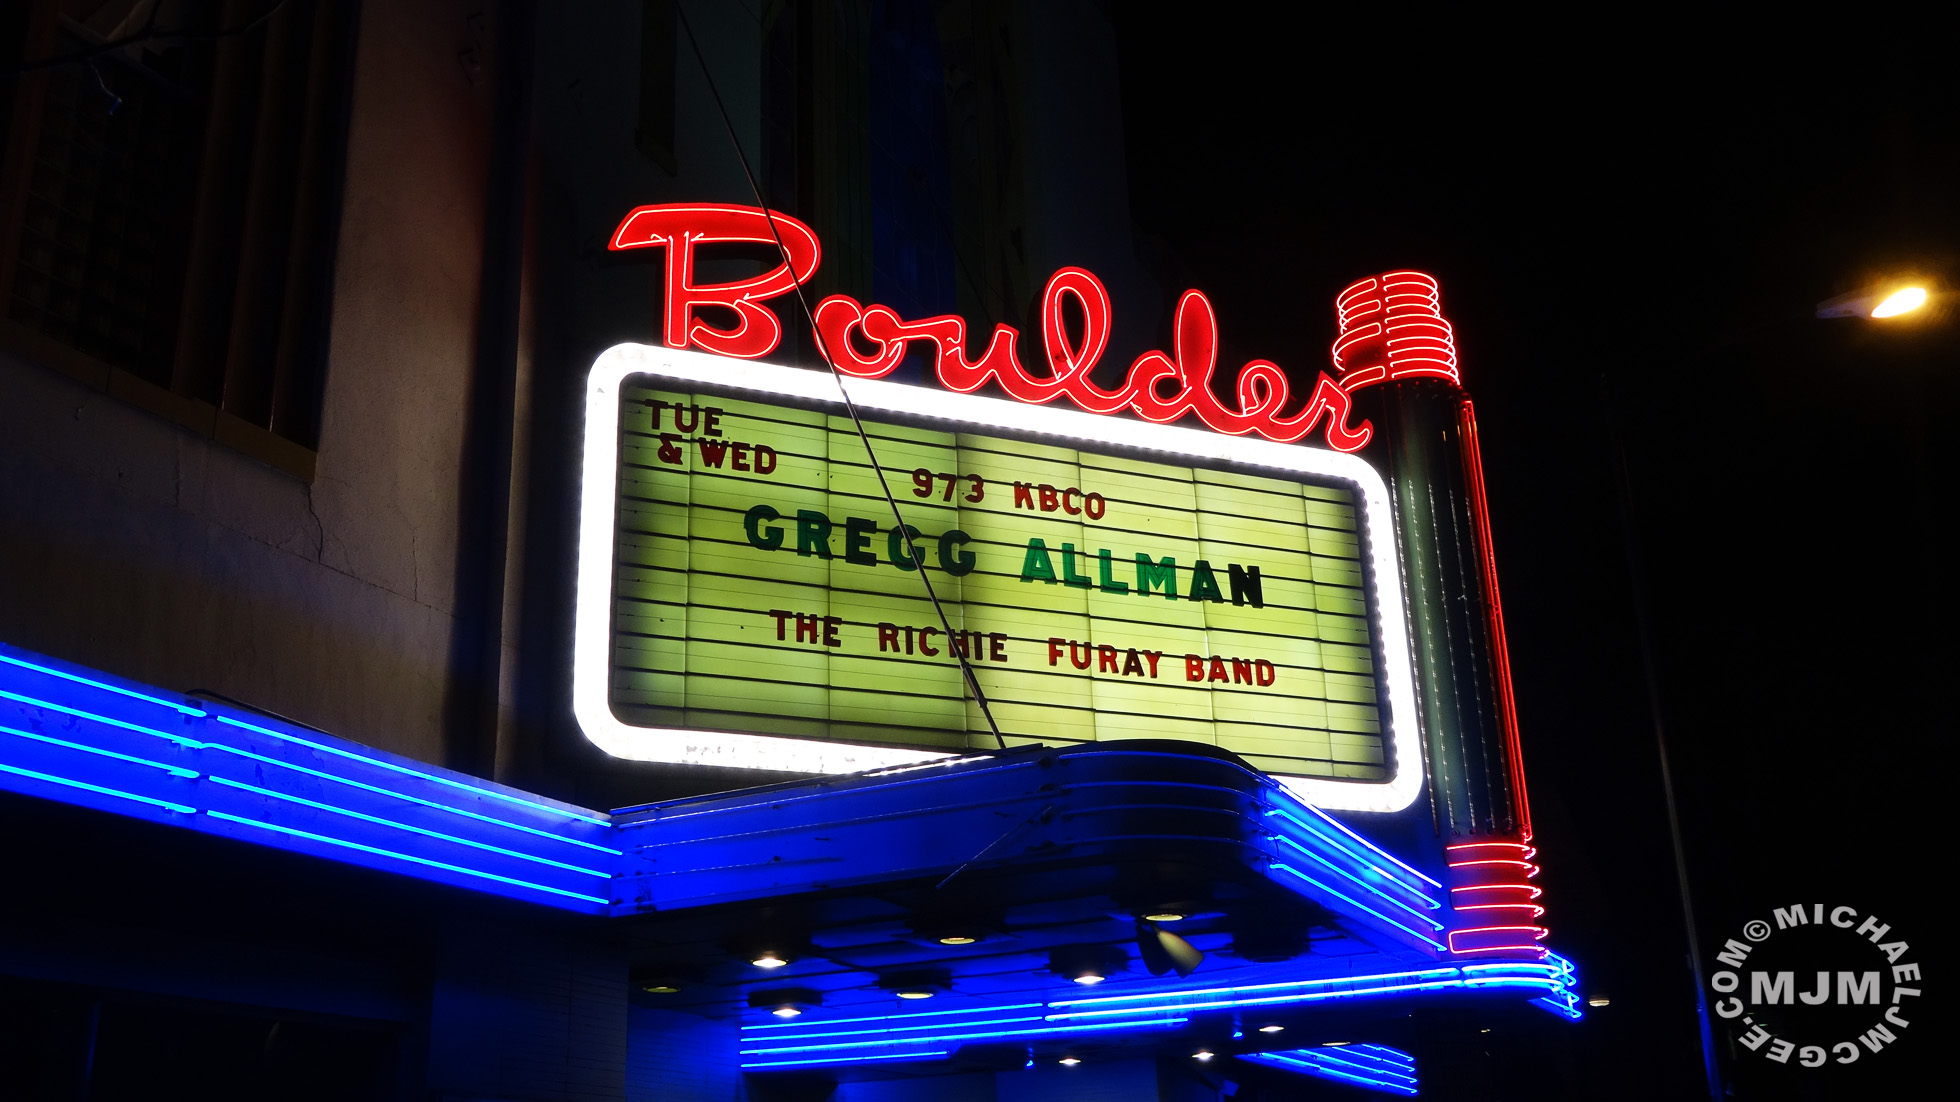 Boulder
TUE
& WED
973 KBCO
GREGG ALLMAN
THE RICHIE FURAY BAND
©MICHAELJMCGEE.COM
MJM